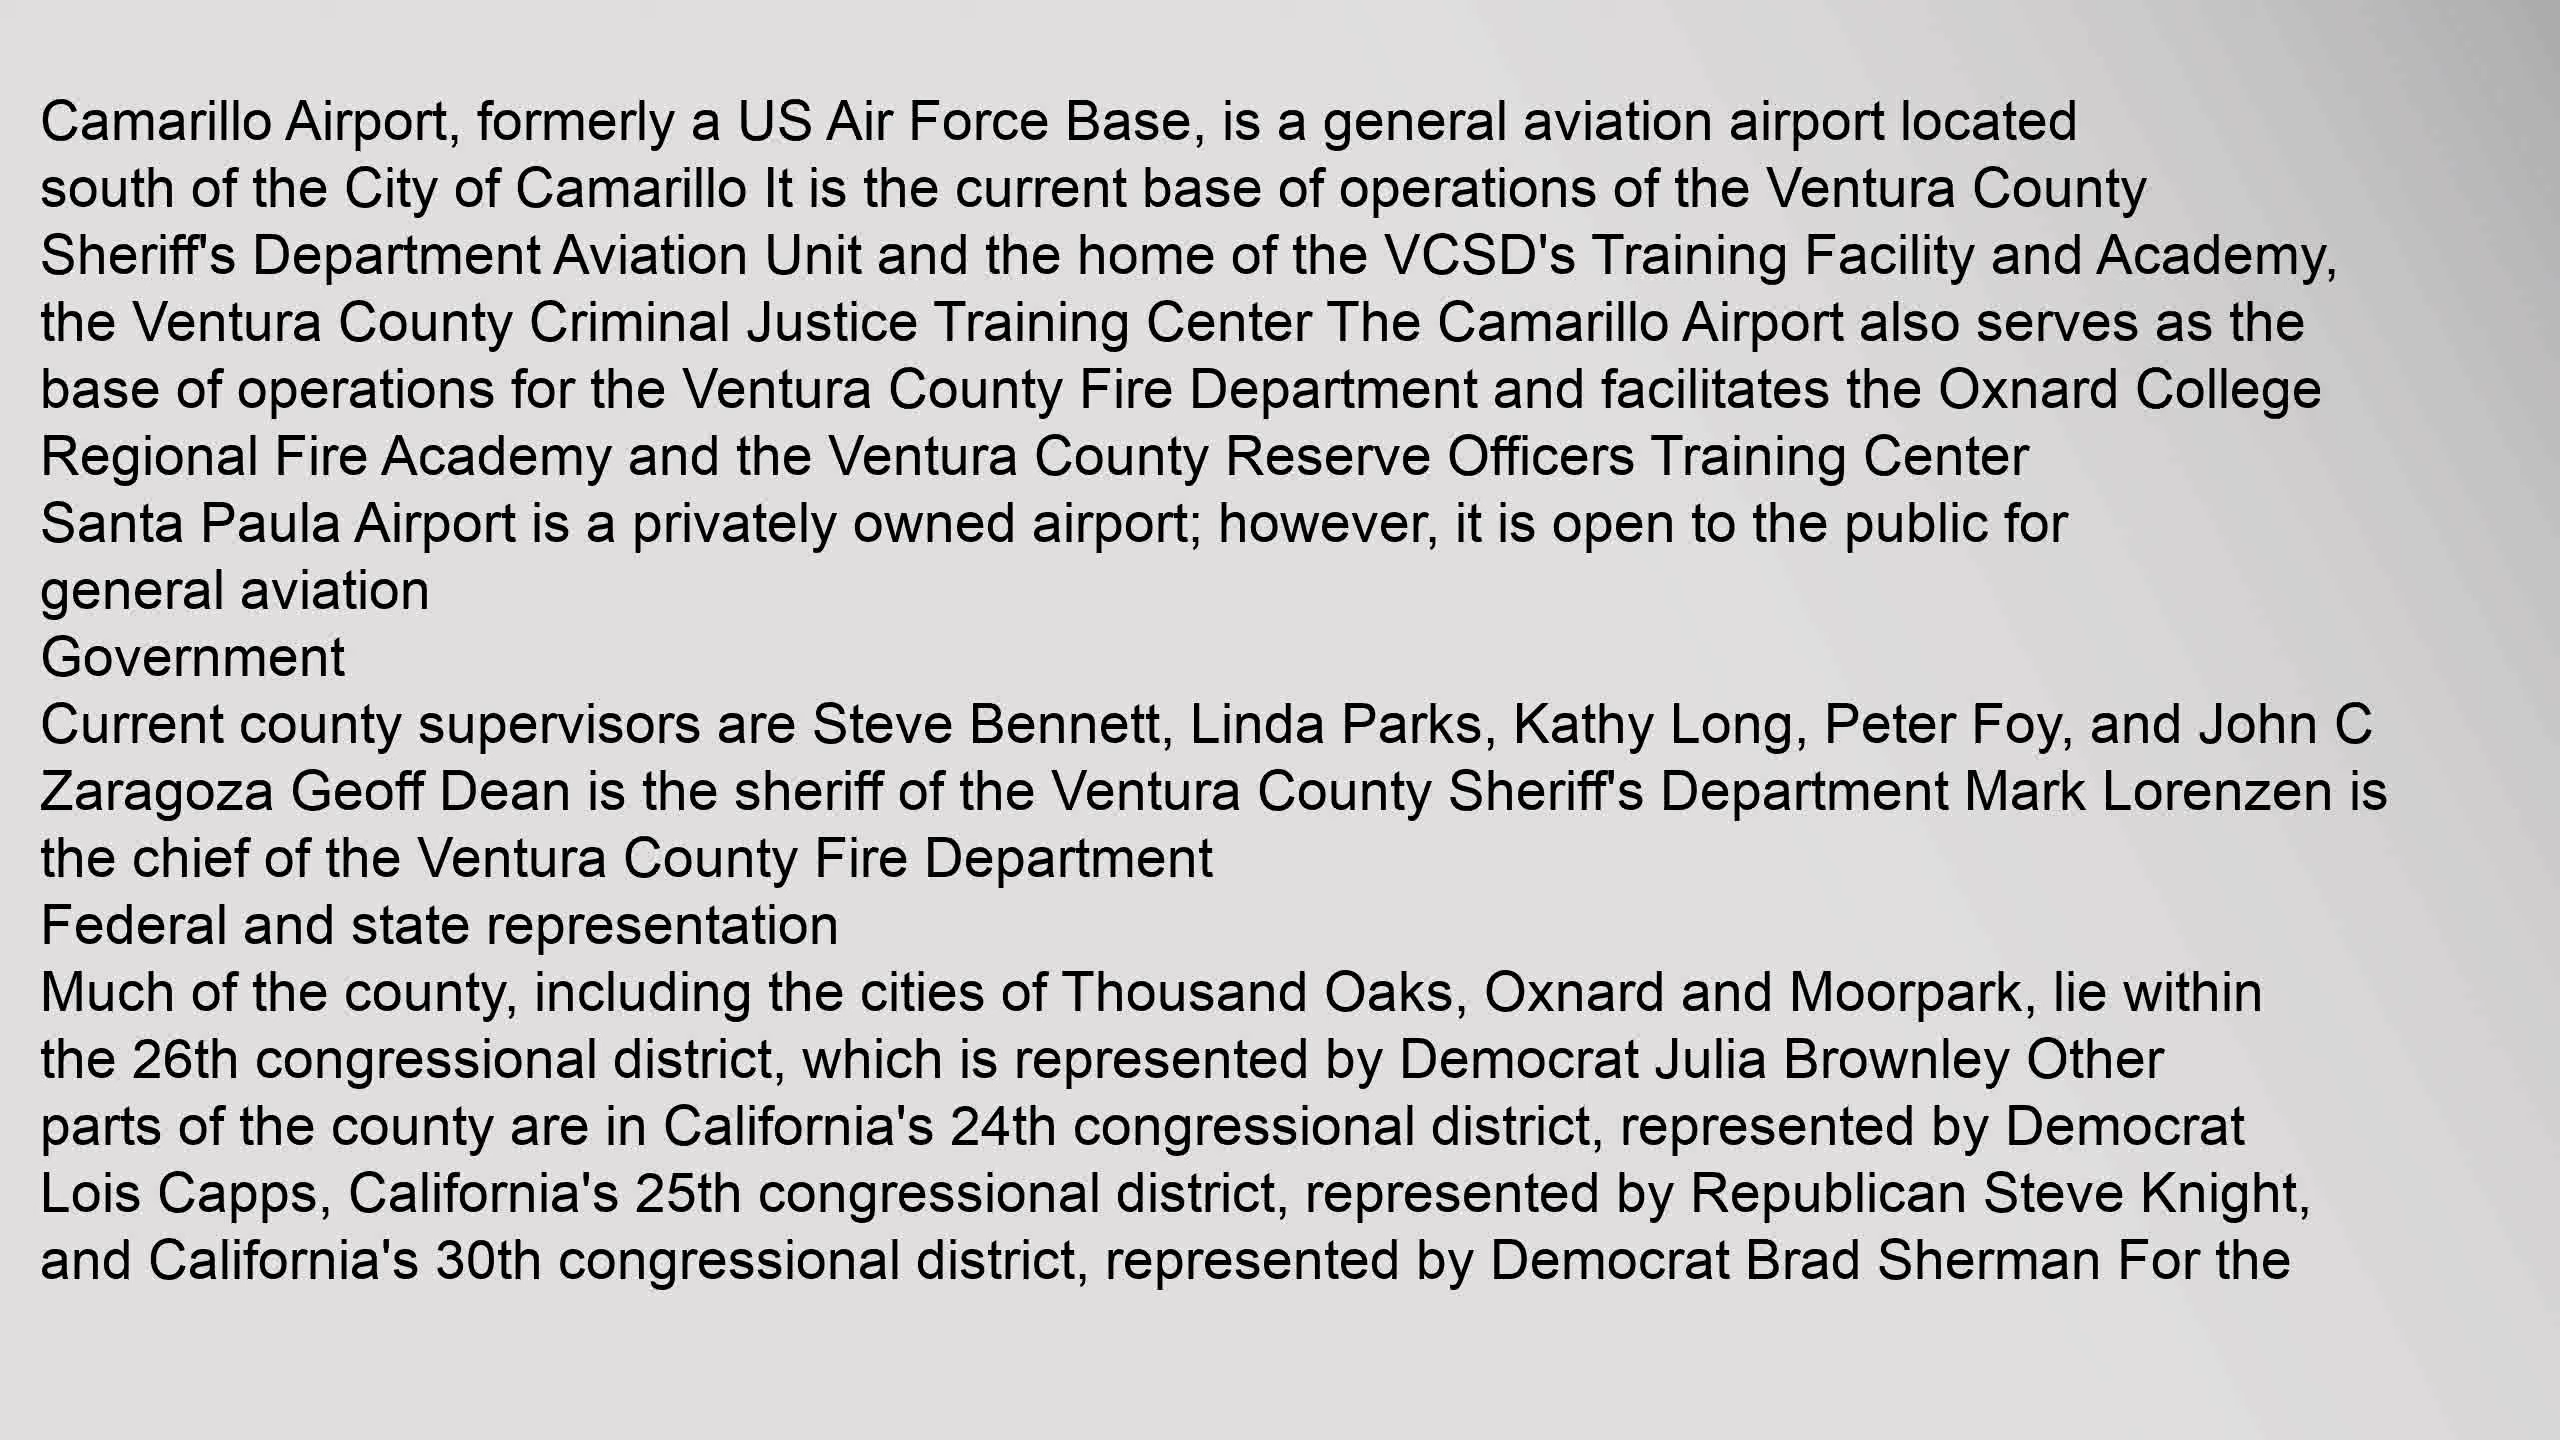 Camarillo Airport, formerly a US Air Force Base, is a general aviation airport located
south of the City of Camarillo It is the current base of operations of the Ventura County
Sheriff's Department Aviation Unit and the home of the VCSD's Training Facility and Academy,
the Ventura County Criminal Justice Training Center The Camarillo Airport also serves as the
base of operations for the Ventura County Fire Department and facilitates the Oxnard College
Regional Fire Academy and the Ventura County Reserve Officers Training Center
Santa Paula Airport is a privately owned airport; however, it is open to the public for
general aviation
Government
Current county supervisors are Steve Bennett, Linda Parks, Kathy Long, Peter Foy, and John C
Zaragoza Geoff Dean is the sheriff of the Ventura County Sheriff's Department Mark Lorenzen is
the chief of the Ventura County Fire Department
Federal and state representation
Much of the county, including the cities of Thousand Oaks, Oxnard and Moorpark, lie within
the 26th congressional district, which is represented by Democrat Julia Brownley Other
parts of the county are in California's 24th congressional district, represented by Democrat
Lois Capps, California's 25th congressional district, represented by Republican Steve Knight,
and California's 30th congressional district, represented by Democrat Brad Sherman For the